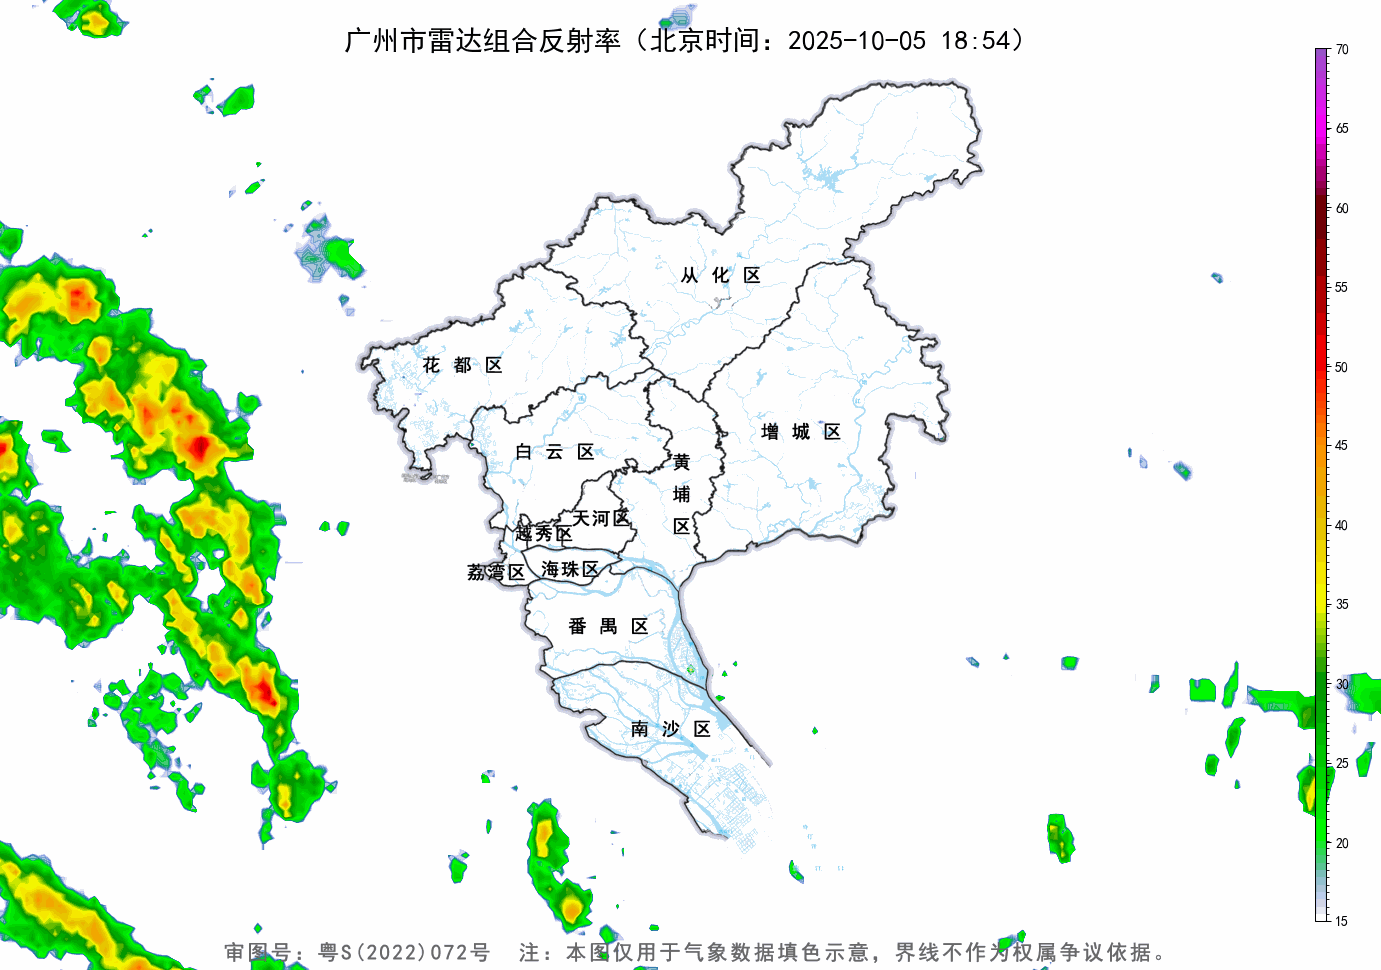 广州市雷达组合反射率（北京时间：2025-10-05 18:54）
70
65
60
55
50
45
40
35
30
25
20
15
从化区
花都区
增城区
白云区
黄埔区
天河区
越秀区
荔湾区
海珠区
番禺区
南沙区
审图号：粤S(2022)072号 注：本图仅用于气象数据填色示意，界线不作为权属争议依据。